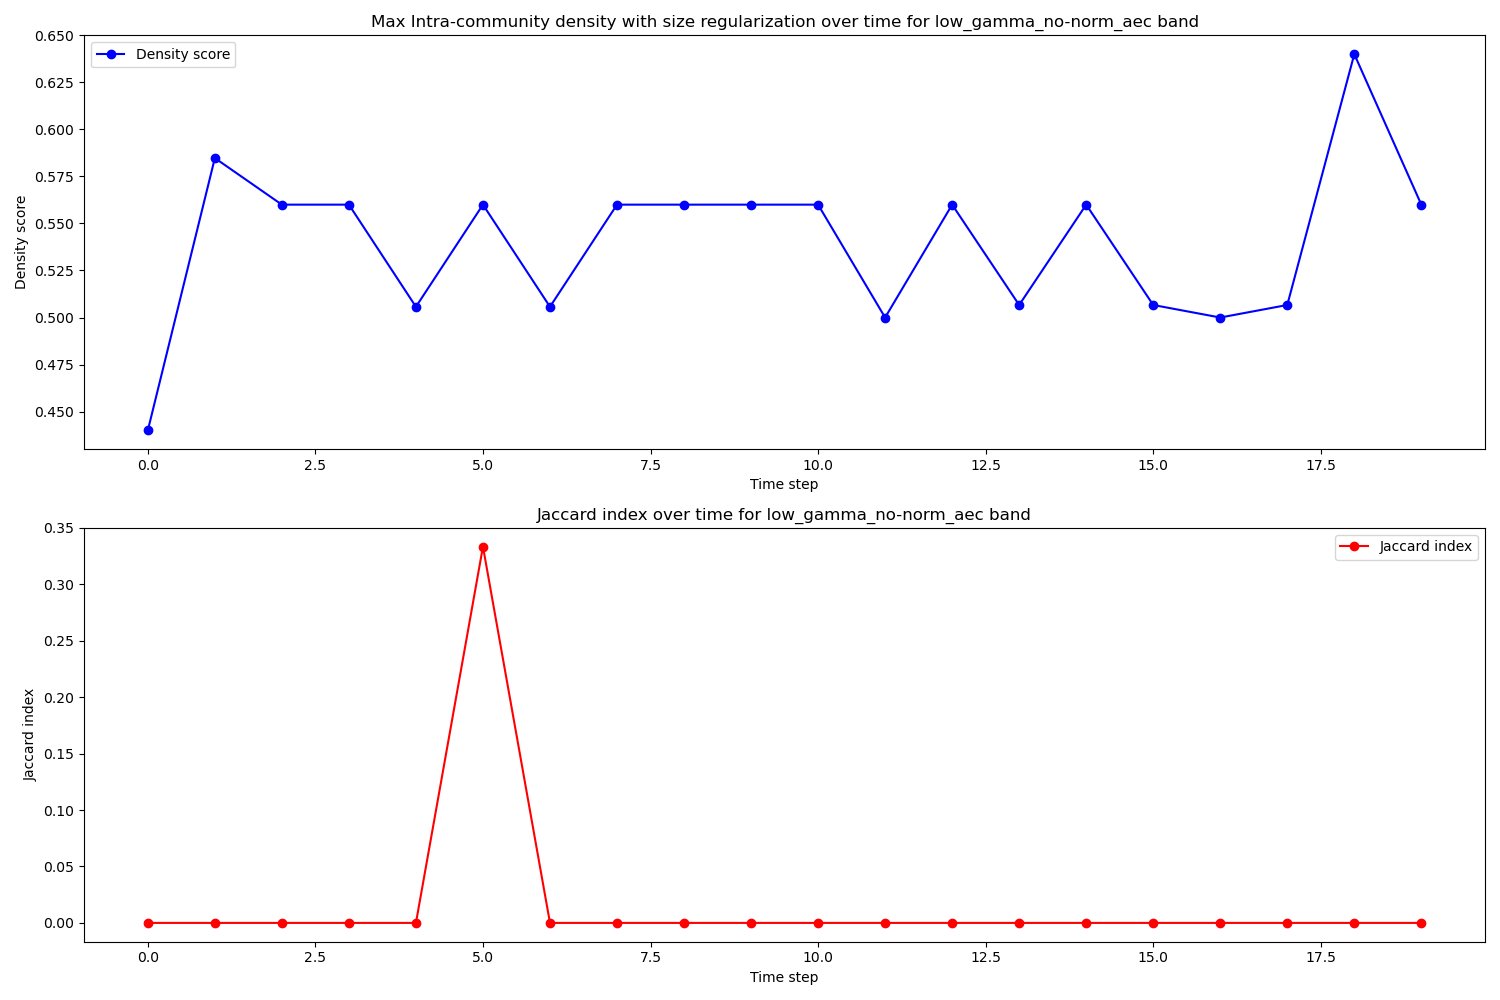 Max Intra-community density with size regularization over time for low_gamma_no-norm_aec band
Density score
0.650
0.625
0.600
0.575
0.550
0.525
0.500
0.475
0.450
Density score
0.0 2.5 5.0 7.5 10.0 12.5 15.0 17.5
Time step
Jaccard index over time for low_gamma_no-norm_aec band
Jaccard index
0.35
0.30
0.25
0.20
0.15
0.10
0.05
0.00
Jaccard index
0.0 2.5 5.0 7.5 10.0 12.5 15.0 17.5
Time step